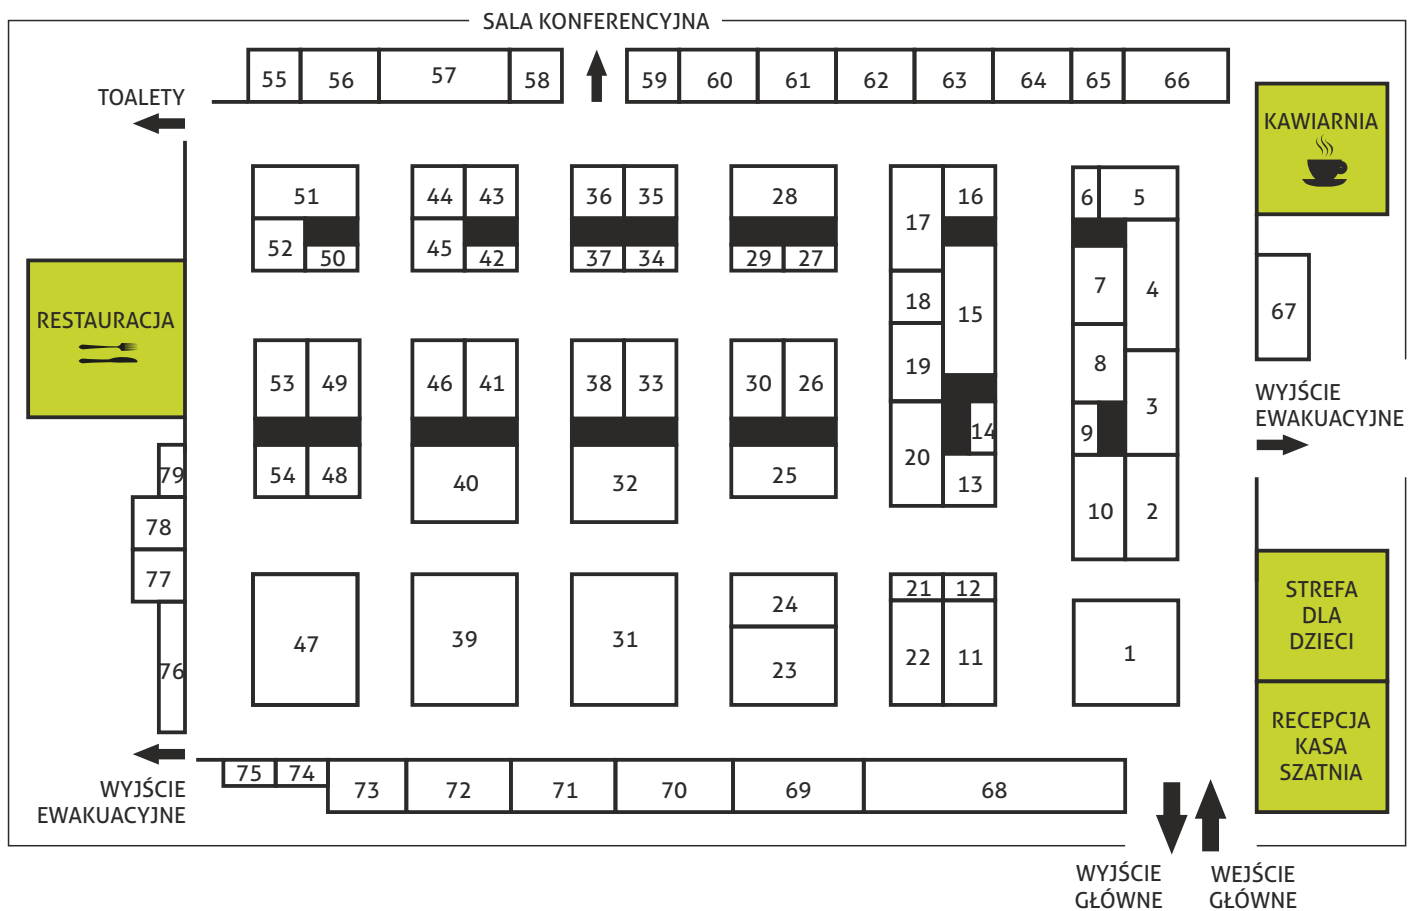 SALA KONFERENCYJNA
55 56 57 58 59 60 61 62 63 64 65 66
TOALETY
KAWIARNIA
51 44 43 36 35 28 17 16 6 5
52 50 45 42 37 34 29 27
18 15 7 4 67
RESTAURACJA
53 49 46 41 38 33 30 26 19 8 3
WYJŚCIE
EWAKUACYJNE
54 48 40 32 25 20 14 13 9 10 2
79
78
77
76
47 39 31 24 23 21 12 22 11 1
STREFA
DLA
DZIECI
RECEPCJA
KASA
SZATNIA
WYJŚCIE
EWAKUACYJNE
75 74 73 72 71 70 69 68
WYJŚCIE
GŁÓWNE
WEJŚCIE
GŁÓWNE